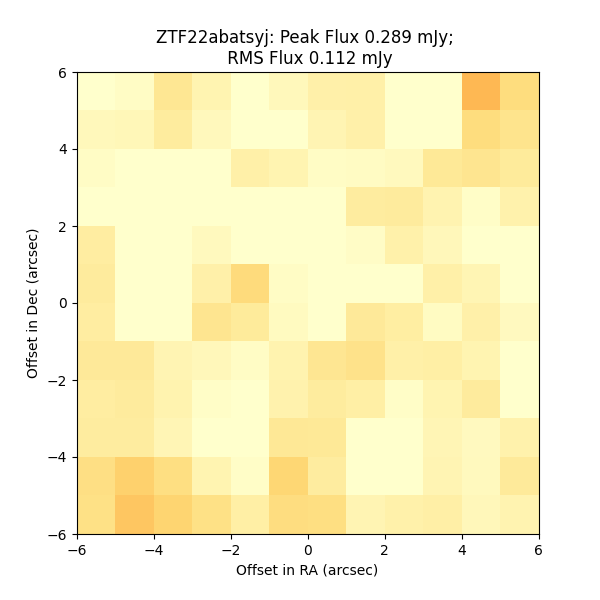 ZTF22abatsyj: Peak Flux 0.289 mJy;
RMS Flux 0.112 mJy
6
4
2
0
−2
−4
−6
Offset in Dec (arcsec)
−6 −4 −2 0 2 4 6
Offset in RA (arcsec)